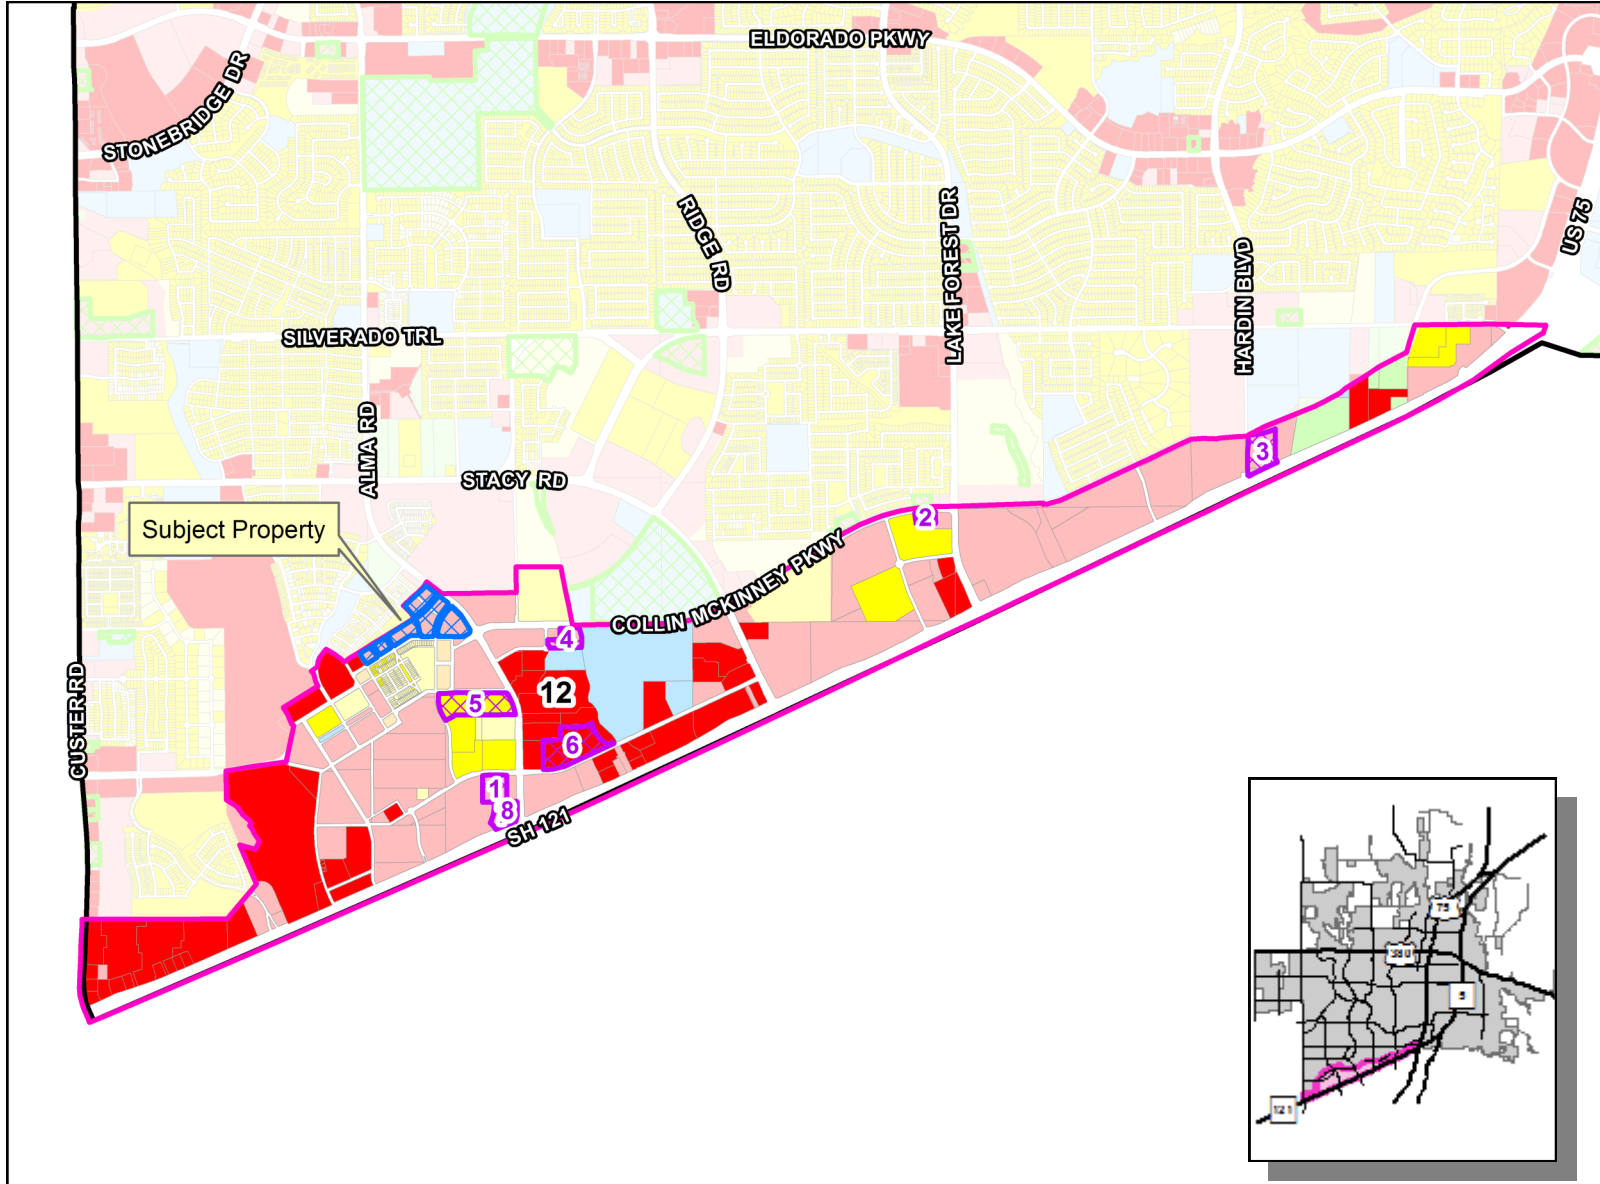 ELDORADO PKWY
STONEBRIDGE DR
RIDGE RD
LAKE FOREST DR
HARDIN BLVD
US 75
SILVERADO TRL
ALMA RD
STACY RD
Subject Property
3
2
COLLIN MCKINNEY PKWY
4
12
5
6
CUSTER RD
1
8
SH 121
75
380
5
121